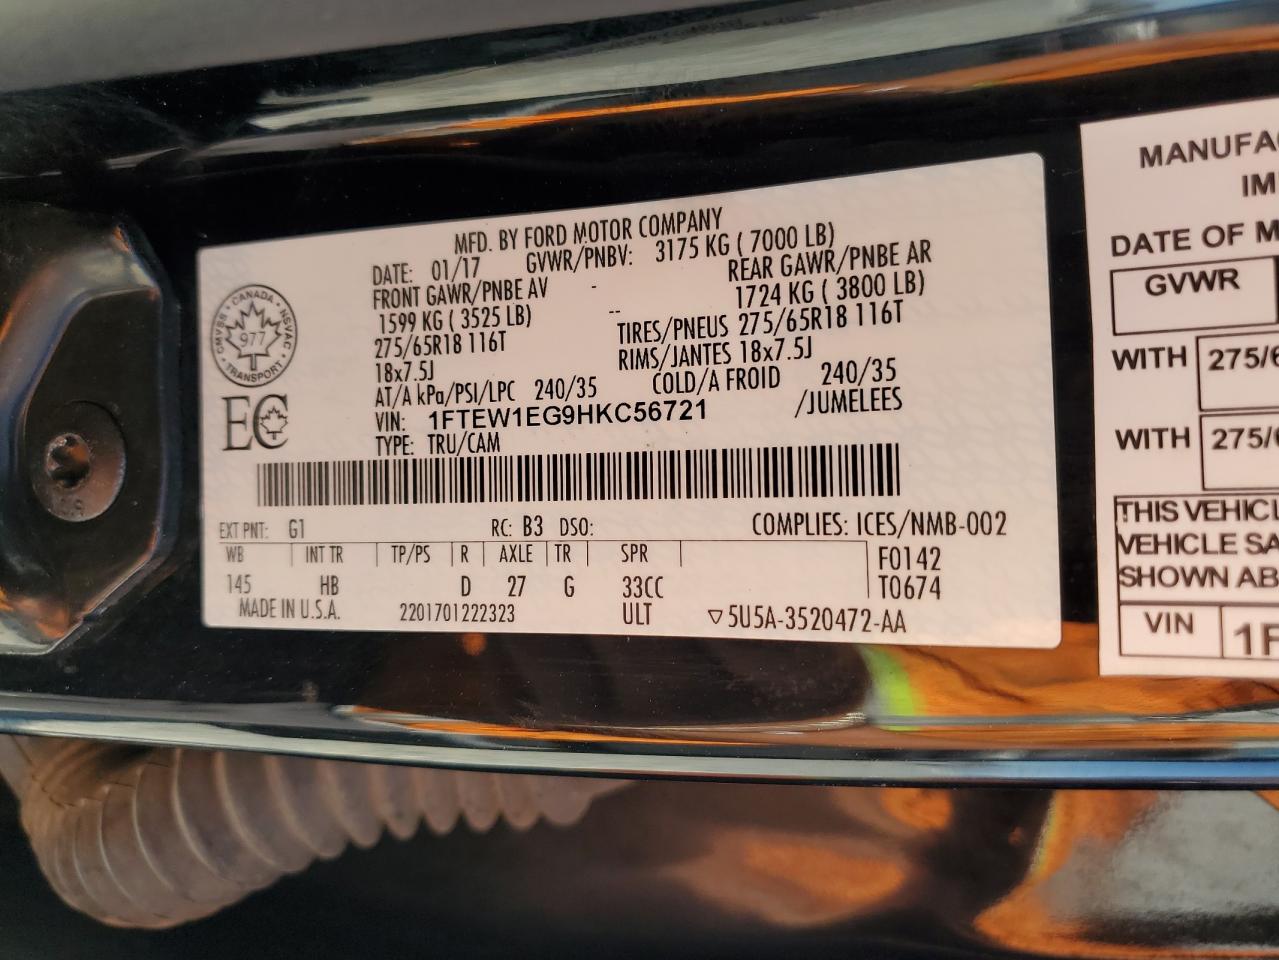 MFD. BY FORD MOTOR COMPANY
DATE: 01/17 GVWR/PNBV: 3175 KG ( 7000 LB)
FRONT GAWR/PNBE AV - REAR GAWR/PNBE AR
1599 KG ( 3525 LB) -- 1724 KG ( 3800 LB)
275/65R18 116T TIRES/PNEUS 275/65R18 116T
18x7.5J RIMS/JANTES 18x7.5J
AT/A kPa/PSI/LPC 240/35 COLD/A FROID 240/35
VIN: 1FTEW1EG9HKC56721 /JUMELEES
TYPE: TRU/CAM
CANADA
CMVSS NSVAC
977
TRANSPORT
EC
EXT PNT: G1 RC: B3 DSO: COMPLIES: ICES/NMB-002
WB INT TR TP/PS R AXLE TR SPR F0142
145 HB D 27 G 33CC T0674
MADE IN U.S.A. 2201701222323 ULT ▽5U5A-3520472-AA
MANUFAC
IM
DATE OF M
GVWR
WITH 275/6
WITH 275/6
THIS VEHICL
VEHICLE SA
SHOWN AB
VIN 1F